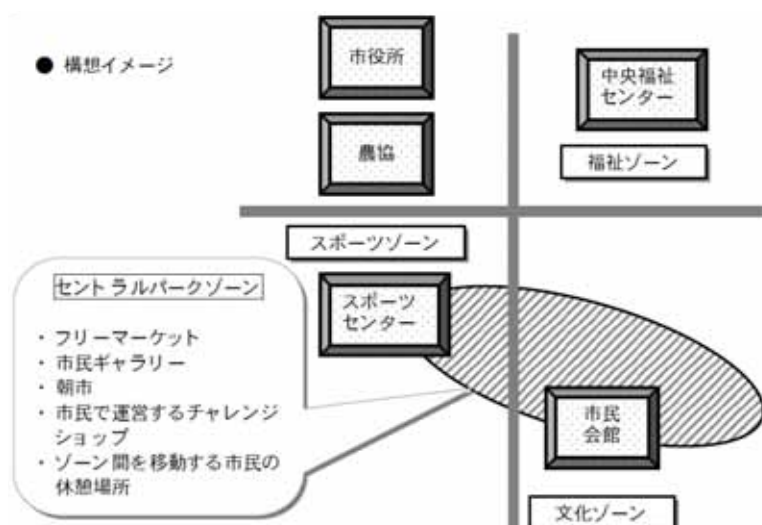 ● 構想イメージ
市役所
農協
中央福祉
センター
福祉ゾーン
スポーツゾーン
スポーツ
センター
セントラルパークゾーン
・ フリーマーケット
・ 市民ギャラリー
・ 朝市
・ 市民で運営するチャレンジ
ショップ
・ ゾーン間を移動する市民の
休憩場所
市民
会館
文化ゾーン